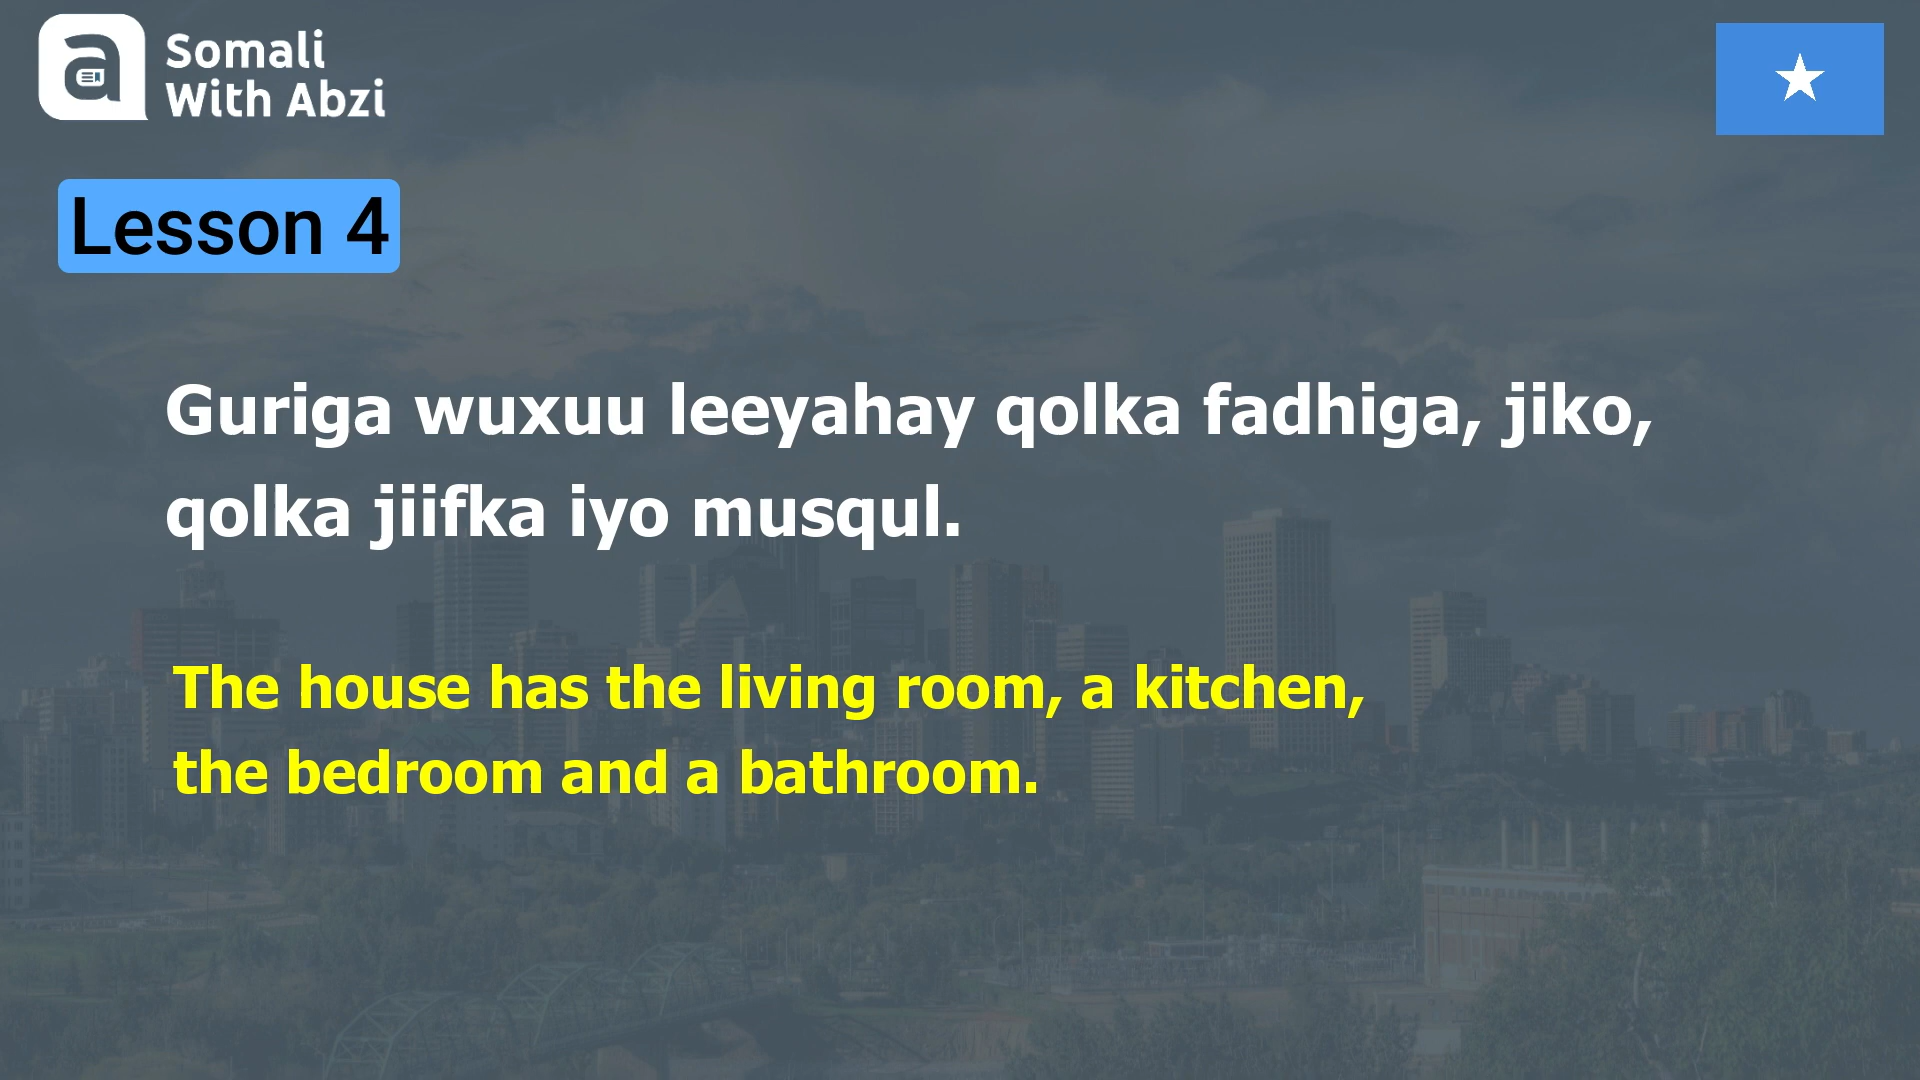 Somali
With Abzi
Lesson 4
Guriga wuxuu leeyahay qolka fadhiga, jiko,
qolka jiifka iyo musqul.
The house has the living room, a kitchen,
the bedroom and a bathroom.